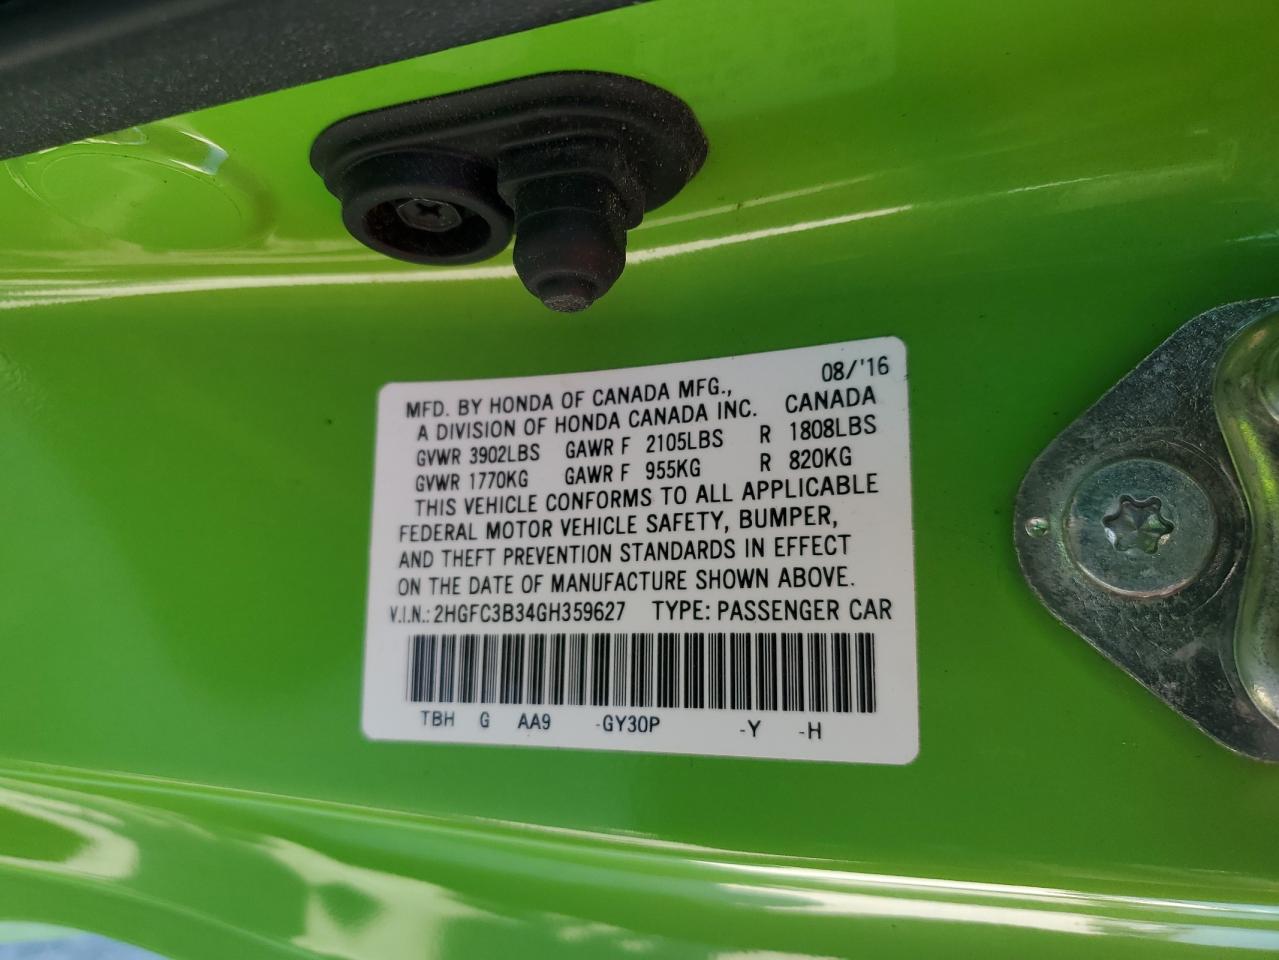 08/'16
MFD. BY HONDA OF CANADA MFG.,
A DIVISION OF HONDA CANADA INC. CANADA
GVWR 3902LBS GAWR F 2105LBS R 1808LBS
GVWR 1770KG GAWR F 955KG R 820KG
THIS VEHICLE CONFORMS TO ALL APPLICABLE
FEDERAL MOTOR VEHICLE SAFETY, BUMPER,
AND THEFT PREVENTION STANDARDS IN EFFECT
ON THE DATE OF MANUFACTURE SHOWN ABOVE.
V.I.N.: 2HGFC3B34GH359627 TYPE: PASSENGER CAR
TBH G AA9 -GY30P -Y -H